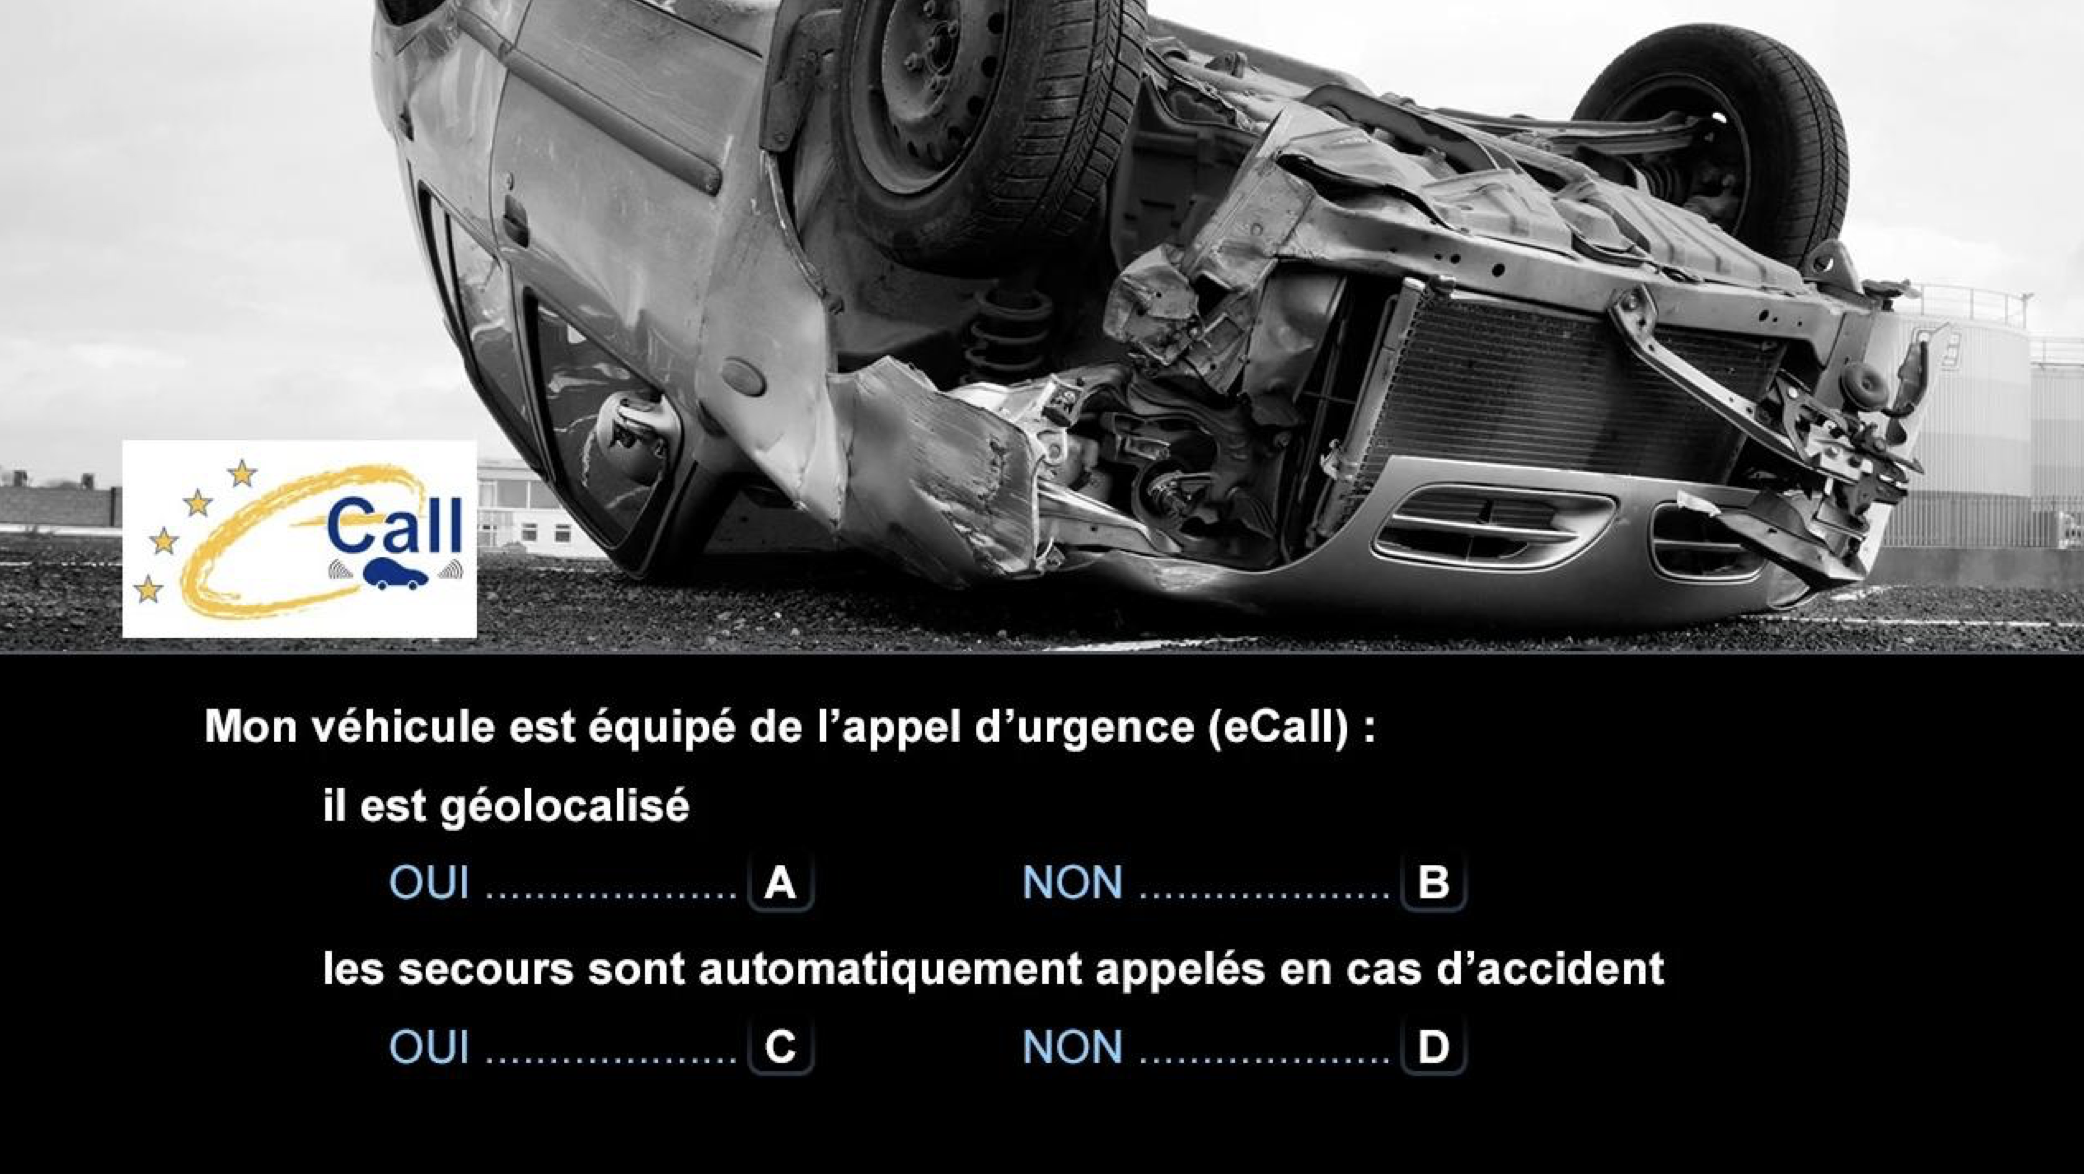 Call
Mon véhicule est équipé de l'appel d'urgence (eCall) :
il est géolocalisé
OUI .................... A NON .................... B
les secours sont automatiquement appelés en cas d'accident
OUI .................... C NON .................... D